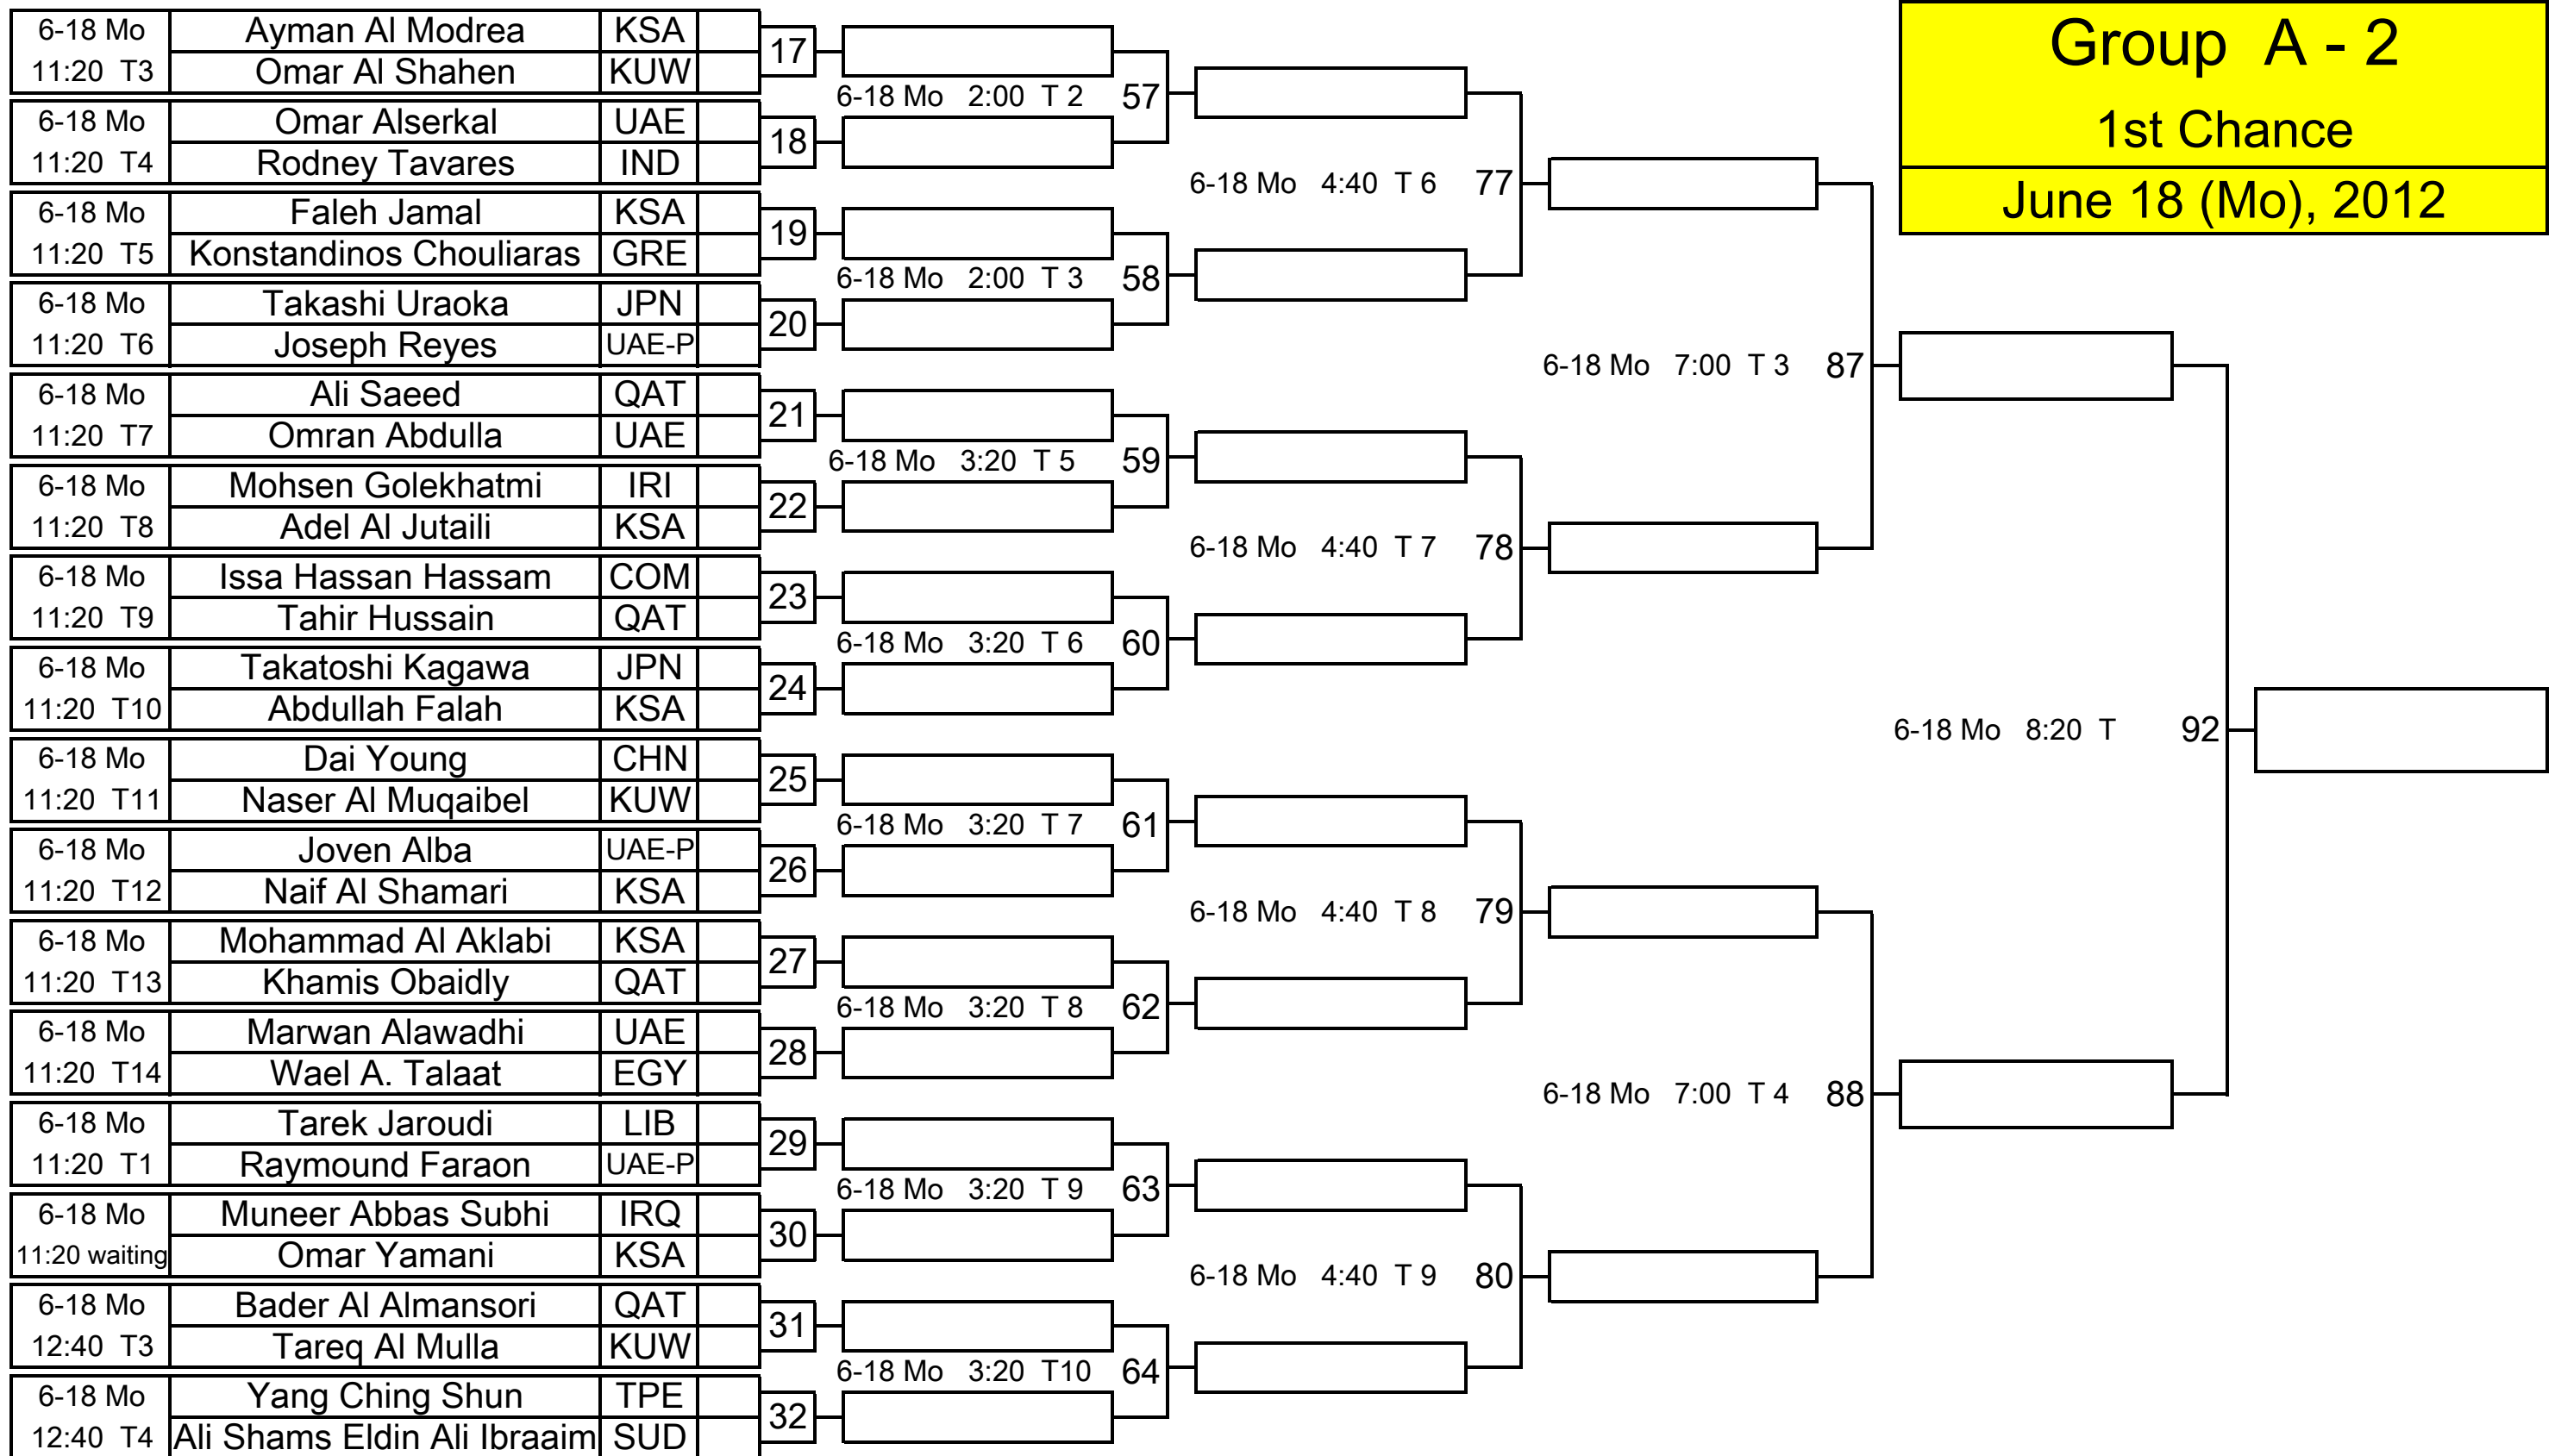 Group A - 2
1st Chance
June 18 (Mo), 2012
6-18 Mo Ayman Al Modrea KSA
11:20 T3 Omar Al Shahen KUW
17
6-18 Mo 2:00 T 2 57
6-18 Mo Omar Alserkal UAE
11:20 T4 Rodney Tavares IND
18
6-18 Mo 4:40 T 6 77
6-18 Mo Faleh Jamal KSA
11:20 T5 Konstandinos Chouliaras GRE
19
6-18 Mo 2:00 T 3 58
6-18 Mo Takashi Uraoka JPN
11:20 T6 Joseph Reyes UAE-P
20
6-18 Mo 7:00 T 3 87
6-18 Mo Ali Saeed QAT
11:20 T7 Omran Abdulla UAE
21
6-18 Mo 3:20 T 5 59
6-18 Mo Mohsen Golekhatmi IRI
11:20 T8 Adel Al Jutaili KSA
22
6-18 Mo 4:40 T 7 78
6-18 Mo Issa Hassan Hassam COM
11:20 T9 Tahir Hussain QAT
23
6-18 Mo 3:20 T 6 60
6-18 Mo Takatoshi Kagawa JPN
11:20 T10 Abdullah Falah KSA
24
6-18 Mo 8:20 T 92
6-18 Mo Dai Young CHN
11:20 T11 Naser Al Muqaibel KUW
25
6-18 Mo 3:20 T 7 61
6-18 Mo Joven Alba UAE-P
11:20 T12 Naif Al Shamari KSA
26
6-18 Mo 4:40 T 8 79
6-18 Mo Mohammad Al Aklabi KSA
11:20 T13 Khamis Obaidly QAT
27
6-18 Mo 3:20 T 8 62
6-18 Mo Marwan Alawadhi UAE
11:20 T14 Wael A. Talaat EGY
28
6-18 Mo 7:00 T 4 88
6-18 Mo Tarek Jaroudi LIB
11:20 T1 Raymound Faraon UAE-P
29
6-18 Mo 3:20 T 9 63
6-18 Mo Muneer Abbas Subhi IRQ
11:20 waiting Omar Yamani KSA
30
6-18 Mo 4:40 T 9 80
6-18 Mo Bader Al Almansori QAT
12:40 T3 Tareq Al Mulla KUW
31
6-18 Mo 3:20 T10 64
6-18 Mo Yang Ching Shun TPE
12:40 T4 Ali Shams Eldin Ali Ibraaim SUD
32